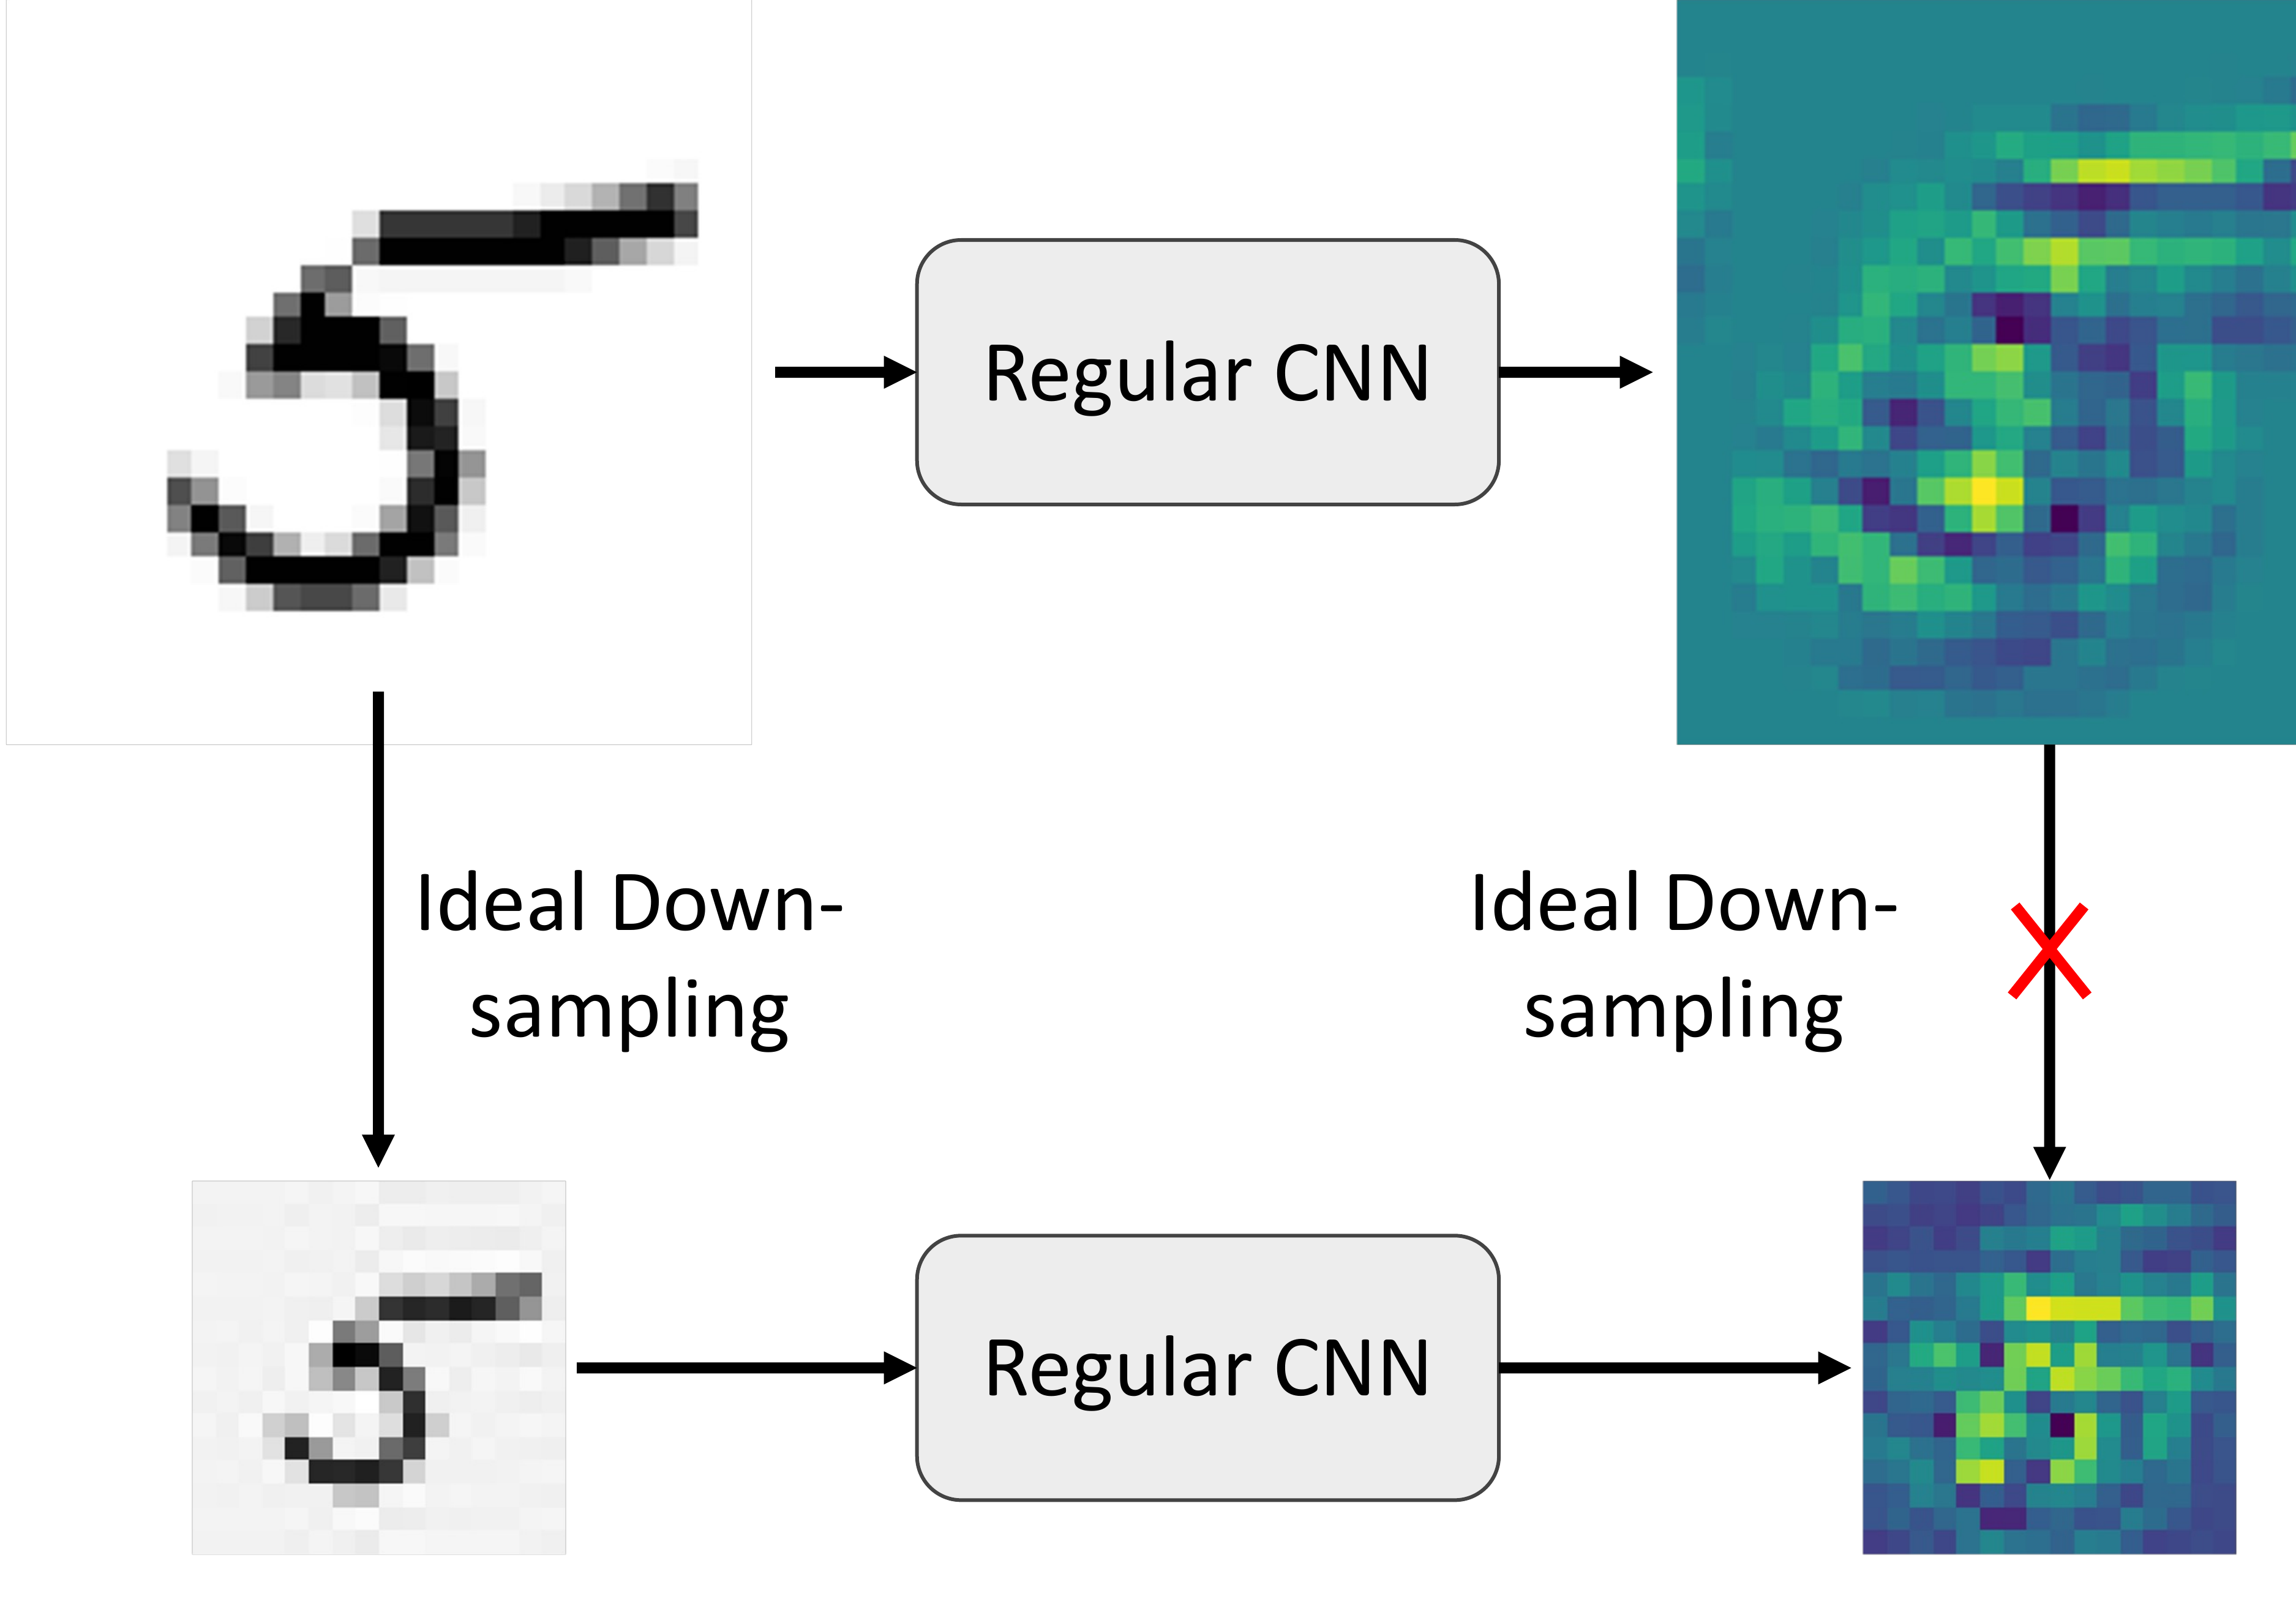 Regular CNN
Ideal Down-
sampling
Ideal Down-
sampling
Regular CNN